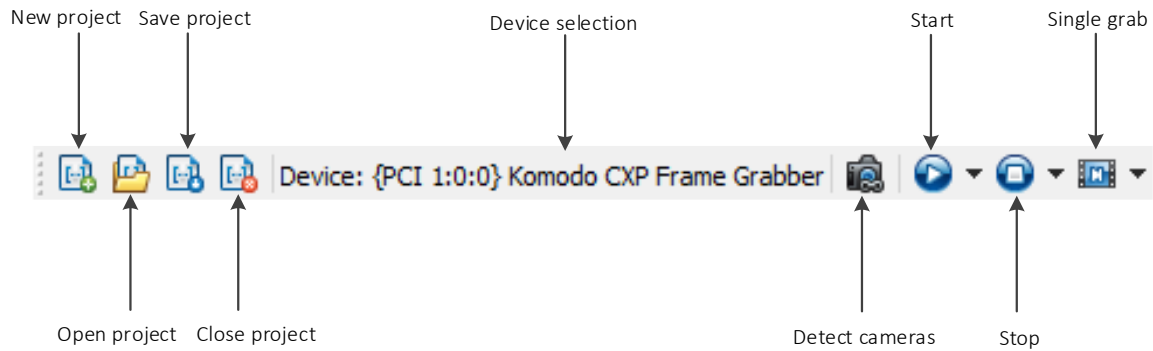 New project
Save project
Device selection
Start
Single grab
Device: {PCI 1:0:0} Komodo CXP Frame Grabber
Open project
Close project
Detect cameras
Stop